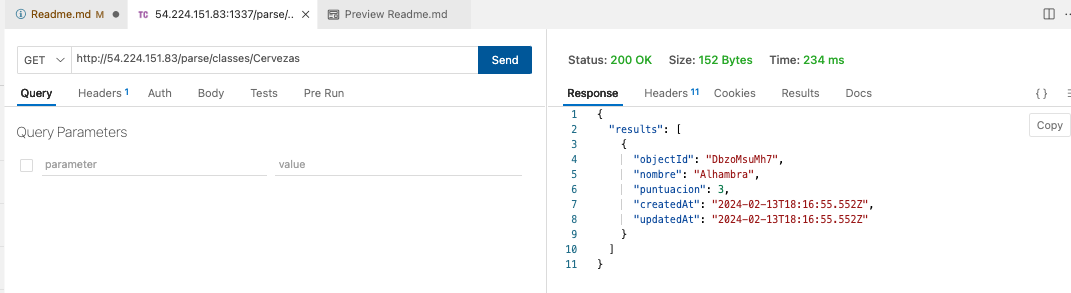 Readme.md M
TC 54.224.151.83:1337/parse/..
Preview Readme.md
GET http://54.224.151.83/parse/classes/Cervezas Send
Query Headers 1 Auth Body Tests Pre Run
Query Parameters
parameter value
Status: 200 OK Size: 152 Bytes Time: 234 ms
Response Headers 11 Cookies Results Docs { }
Copy
1 {
2 "results": [
3 {
4 "objectId": "DbzoMsuMh7",
5 "nombre": "Alhambra",
6 "puntuacion": 3,
7 "createdAt": "2024-02-13T18:16:55.552Z",
8 "updatedAt": "2024-02-13T18:16:55.552Z"
9 }
10 ]
11 }